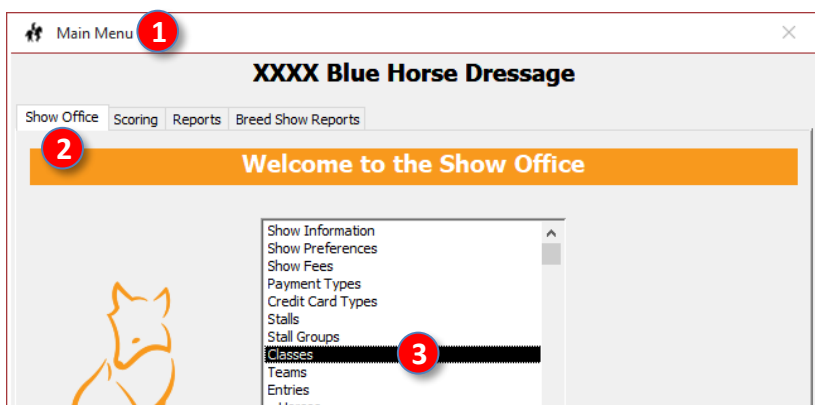 Main Menu 1
XXXX Blue Horse Dressage
Show Office Scoring Reports Breed Show Reports
2
Welcome to the Show Office
Show Information
Show Preferences
Show Fees
Payment Types
Credit Card Types
Stalls
Stall Groups
Classes 3
Teams
Entries